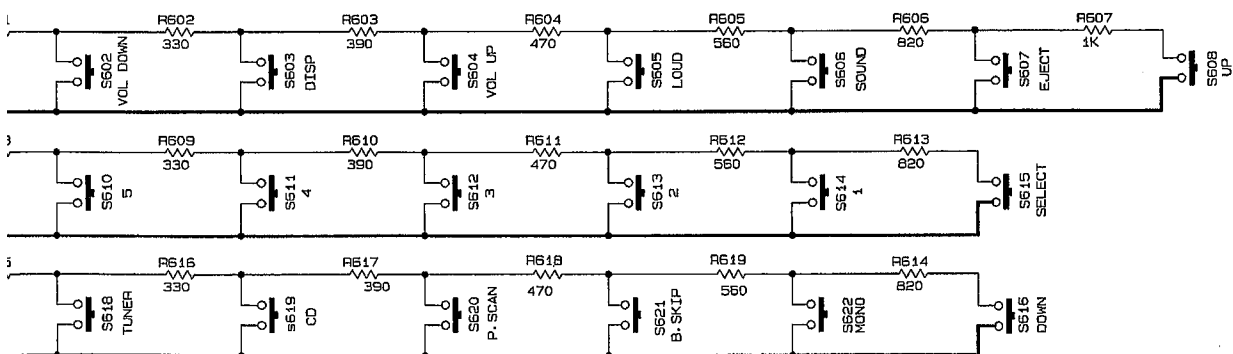 R602 R603 R604 R605 R606 R607
330 390 470 560 820 1K
S602 VOL DOWN
S603 DISP
S604 VOL UP
S605 LOUD
S606 SOUND
S607 EJECT
S608 UP
R609 R610 R611 R612 R613
330 390 470 560 820
S610 5
S611 4
S612 3
S613 2
S614 1
S615 SELECT
R616 R617 R618 R619 R614
330 390 470 560 820
S618 TUNER
s619 CD
S620 P.SCAN
S621 B.SKIP
S622 MONO
S616 DOWN